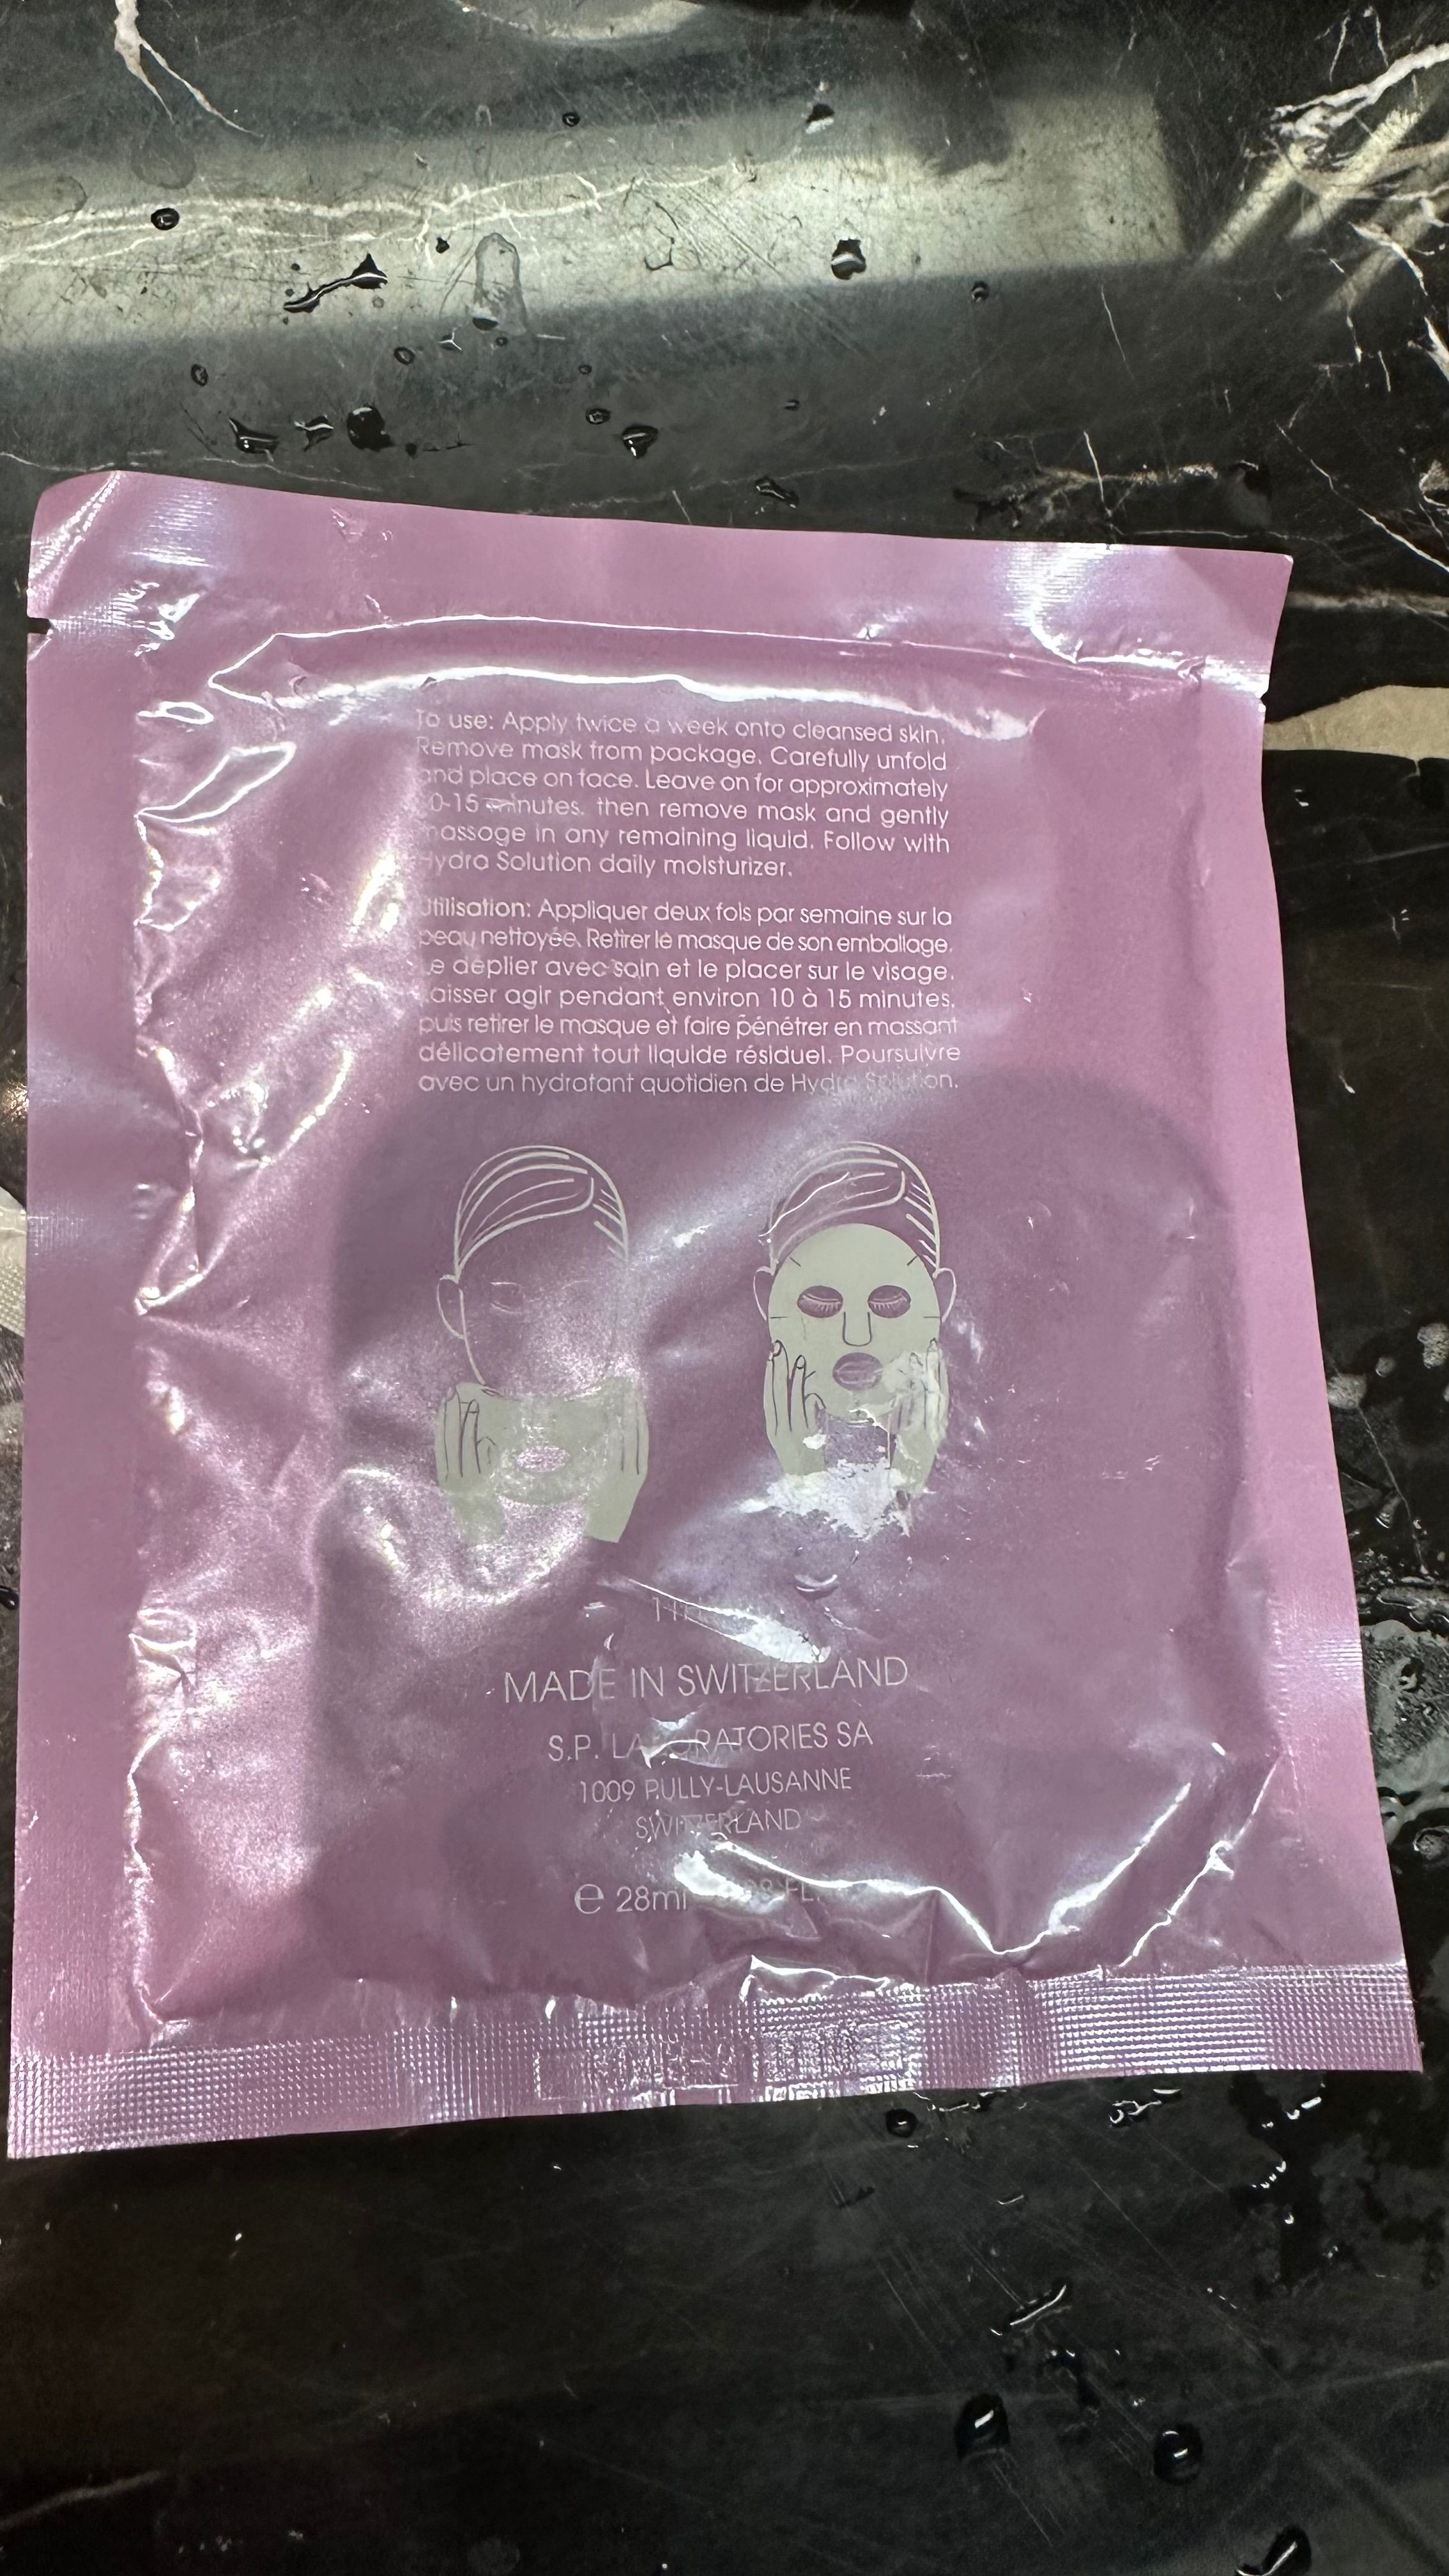 To use: Apply twice a week onto cleansed skin.
Remove mask from package. Carefully unfold
and place on face. Leave on for approximately
minutes. then remove mask and gently
massage in any remaining liquid. Follow with
Hydra Solution daily moisturizer.
Utilisation: Appliquer deux fois par semaine sur la
peau nettoyée. Retirer le masque de son emballage.
Le déplier avec soin et le placer sur le visage.
Laisser agir pendant environ 10 à 15 minutes,
puis retirer le masque et faire pénétrer en massant
délicatement tout liquide résiduel. Poursuivre
avec un hydratant quotidien de Hydra Solution.
MADE IN SWITZERLAND
S.P. LABORATORIES SA
1009 PULLY-LAUSANNE
SWITZERLAND
e 28ml